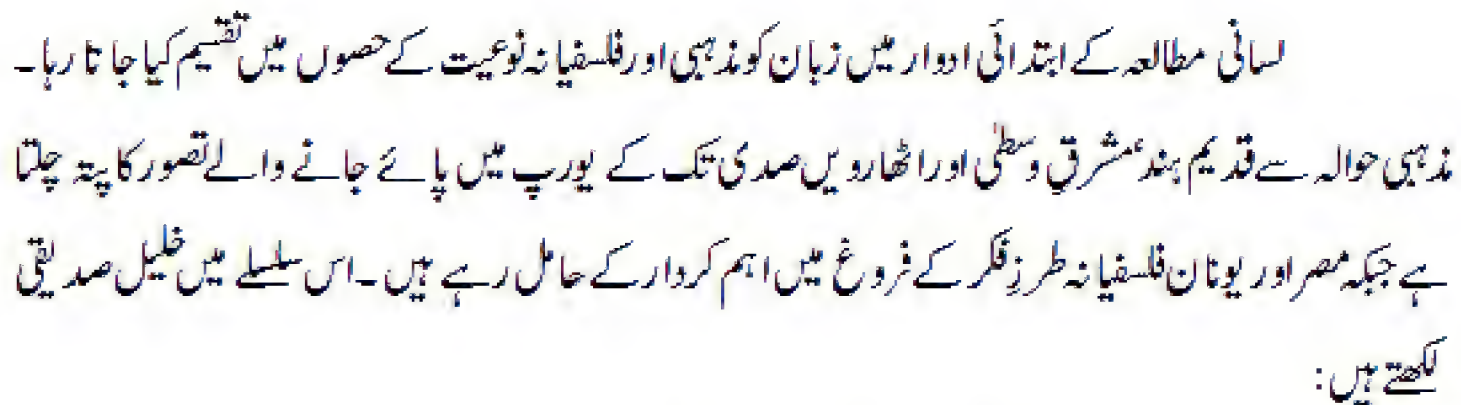 لسانی مطالعہ کے ابتدائی ادوار میں زبان کو مذہبی اور فلسفیانہ نوعیت کے حصوں میں تقسیم کیا جاتا رہا۔
مذہبی حوالہ سے قدیم ہند، مشرقِ وسطٰی اور اٹھارویں صدی تک کے یورپ میں پائے جانے والے تصور کا پتہ چلتا
ہے جبکہ مصر اور یونان فلسفیانہ طرزِ فکر کے فروغ میں اہم کردار کے حامل رہے ہیں۔ اس سلسلے میں خلیل صدیقی
لکھتے ہیں: